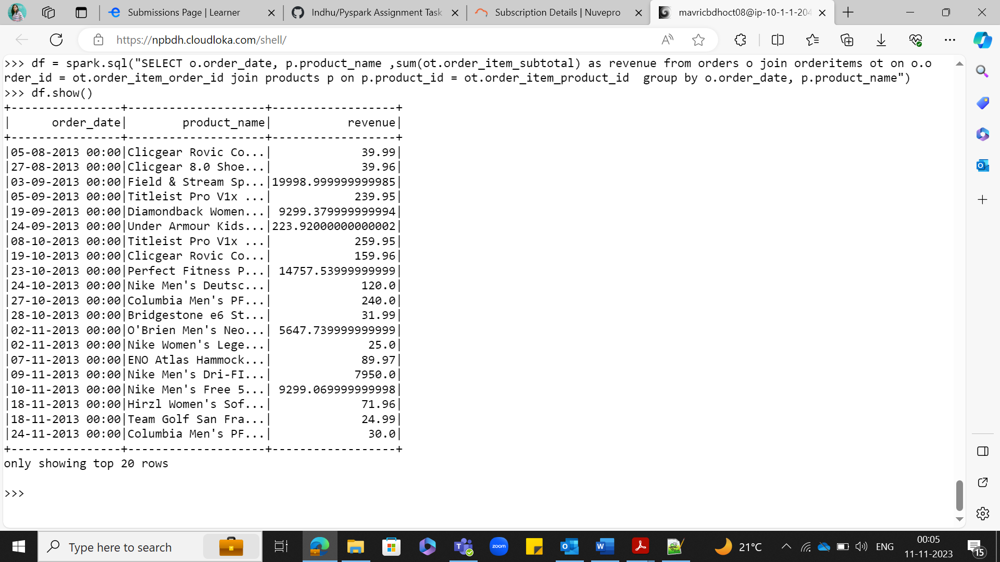 Submissions Page | Learner
Indhu/Pyspark Assignment Task
Subscription Details | Nuvepro
mavricbdhoct08@ip-10-1-1-204
https://npbdh.cloudloka.com/shell/
>>> df = spark.sql("SELECT o.order_date, p.product_name ,sum(ot.order_item_subtotal) as revenue from orders o join orderitems ot on o.o
rder_id = ot.order_item_order_id join products p on p.product_id = ot.order_item_product_id  group by o.order_date, p.product_name")
>>> df.show()
+----------------+--------------------+------------------+
|      order_date|        product_name|           revenue|
+----------------+--------------------+------------------+
|05-08-2013 00:00|Clicgear Rovic Co...|             39.99|
|27-08-2013 00:00|Clicgear 8.0 Shoe...|             39.96|
|03-09-2013 00:00|Field & Stream Sp...|19998.999999999985|
|05-09-2013 00:00|Titleist Pro V1x ...|            239.95|
|19-09-2013 00:00|Diamondback Women...| 9299.379999999994|
|24-09-2013 00:00|Under Armour Kids...|223.92000000000002|
|08-10-2013 00:00|Titleist Pro V1x ...|            259.95|
|19-10-2013 00:00|Clicgear Rovic Co...|            159.96|
|23-10-2013 00:00|Perfect Fitness P...| 14757.53999999999|
|24-10-2013 00:00|Nike Men's Deutsc...|             120.0|
|27-10-2013 00:00|Columbia Men's PF...|             240.0|
|28-10-2013 00:00|Bridgestone e6 St...|             31.99|
|02-11-2013 00:00|O'Brien Men's Neo...| 5647.739999999999|
|02-11-2013 00:00|Nike Women's Lege...|              25.0|
|07-11-2013 00:00|ENO Atlas Hammock...|             89.97|
|09-11-2013 00:00|Nike Men's Dri-FI...|            7950.0|
|10-11-2013 00:00|Nike Men's Free 5...| 9299.069999999998|
|18-11-2013 00:00|Hirzl Women's Sof...|             71.96|
|18-11-2013 00:00|Team Golf San Fra...|             24.99|
|24-11-2013 00:00|Columbia Men's PF...|              30.0|
+----------------+--------------------+------------------+
only showing top 20 rows
>>>
Type here to search
zoom
21°C
ENG
00:05
11-11-2023
15